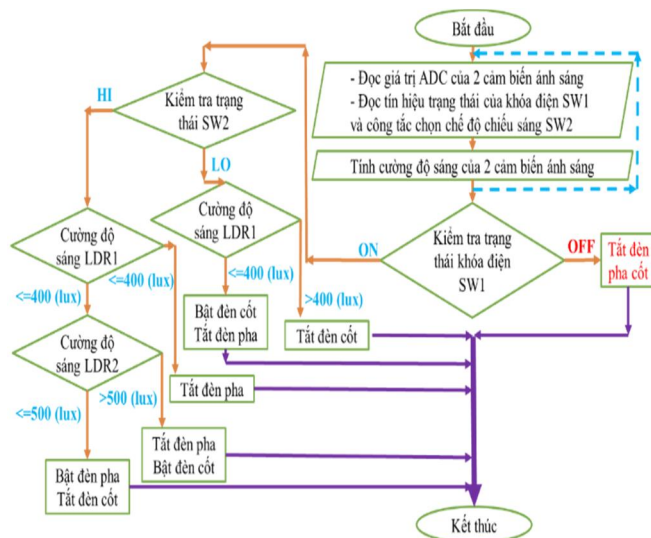 Bắt đầu
- Đọc giá trị ADC của 2 cảm biến ánh sáng
- Đọc tín hiệu trạng thái của khóa điện SW1
và công tắc chọn chế độ chiếu sáng SW2
Tính cường độ sáng của 2 cảm biến ánh sáng
Kiểm tra trạng
thái khóa điện
SW1
OFF
Tắt đèn
pha cốt
ON
Kiểm tra trạng
thái SW2
HI
LO
Cường độ
sáng LDR1
<=400 (lux)
>400 (lux)
Bật đèn cốt
Tắt đèn pha
Tắt đèn cốt
Cường độ
sáng LDR1
<=400 (lux)
<=400 (lux)
Tắt đèn pha
Cường độ
sáng LDR2
<=500 (lux)
>500 (lux)
Tắt đèn pha
Bật đèn cốt
Bật đèn pha
Tắt đèn cốt
Kết thúc